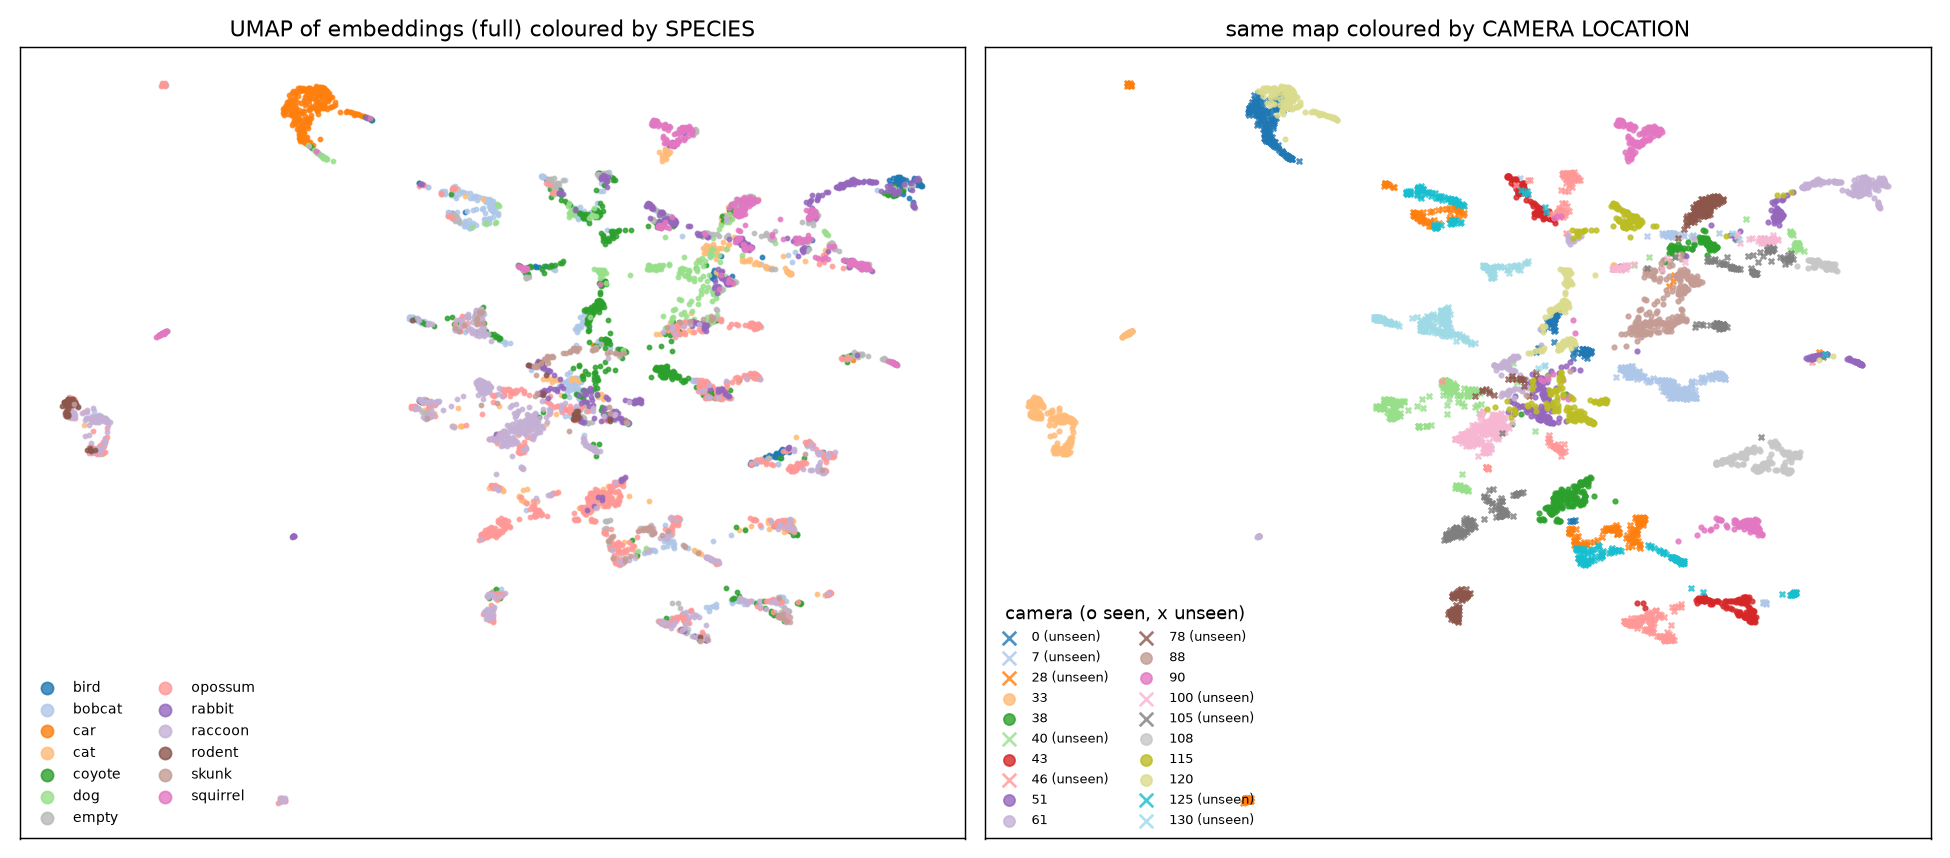 UMAP of embeddings (full) coloured by SPECIES
same map coloured by CAMERA LOCATION
bird
bobcat
car
cat
coyote
dog
empty
opossum
rabbit
raccoon
rodent
skunk
squirrel
camera (o seen, x unseen)
0 (unseen)
7 (unseen)
28 (unseen)
33
38
40 (unseen)
43
46 (unseen)
51
61
78 (unseen)
88
90
100 (unseen)
105 (unseen)
108
115
120
125 (unseen)
130 (unseen)